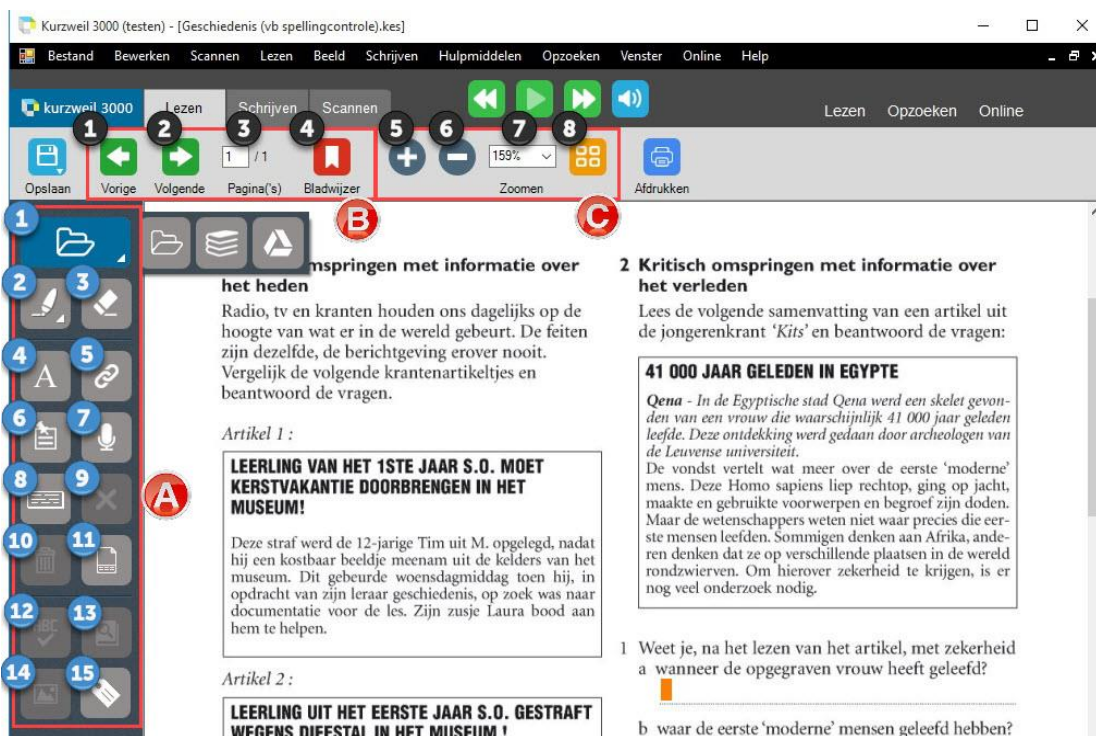 Kurzweil 3000 (testen) - [Geschiedenis (vb spellingcontrole).kes]
Bestand Bewerken Scannen Lezen Beeld Schrijven Hulpmiddelen Opzoeken Venster Online Help
kurzweil 3000 Lezen Schrijven Scannen Lezen Opzoeken Online
1 2 3 4 5 6 7 8
1 / 1 159%
Opslaan Vorige Volgende Pagina('s) Bladwijzer Zoomen Afdrukken
B C
1
2 3
4 5
A
6 7
8 9
A
10 11
12 13
ABC
14 15
omspringen met informatie over
het heden
Radio, tv en kranten houden ons dagelijks op de
hoogte van wat er in de wereld gebeurt. De feiten
zijn dezelfde, de berichtgeving erover nooit.
Vergelijk de volgende krantenartikeltjes en
beantwoord de vragen.
Artikel 1 :
LEERLING VAN HET 1STE JAAR S.O. MOET
KERSTVAKANTIE DOORBRENGEN IN HET
MUSEUM!
Deze straf werd de 12-jarige Tim uit M. opgelegd, nadat
hij een kostbaar beeldje meenam uit de kelders van het
museum. Dit gebeurde woensdagmiddag toen hij, in
opdracht van zijn leraar geschiedenis, op zoek was naar
documentatie voor de les. Zijn zusje Laura bood aan
hem te helpen.
Artikel 2 :
LEERLING UIT HET EERSTE JAAR S.O. GESTRAFT
WEGENS DIEFSTAL IN HET MUSEUM !
2 Kritisch omspringen met informatie over
het verleden
Lees de volgende samenvatting van een artikel uit
de jongerenkrant 'Kits' en beantwoord de vragen:
41 000 JAAR GELEDEN IN EGYPTE
Qena - In de Egyptische stad Qena werd een skelet gevon-
den van een vrouw die waarschijnlijk 41 000 jaar geleden
leefde. Deze ontdekking werd gedaan door archeologen van
de Leuvense universiteit.
De vondst vertelt wat meer over de eerste 'moderne'
mens. Deze Homo sapiens liep rechtop, ging op jacht,
maakte en gebruikte voorwerpen en begroef zijn doden.
Maar de wetenschappers weten niet waar precies die eer-
ste mensen leefden. Sommigen denken aan Afrika, ande-
ren denken dat ze op verschillende plaatsen in de wereld
rondzwierven. Om hierover zekerheid te krijgen, is er
nog veel onderzoek nodig.
1 Weet je, na het lezen van het artikel, met zekerheid
a wanneer de opgegraven vrouw heeft geleefd?
b waar de eerste 'moderne' mensen geleefd hebben?